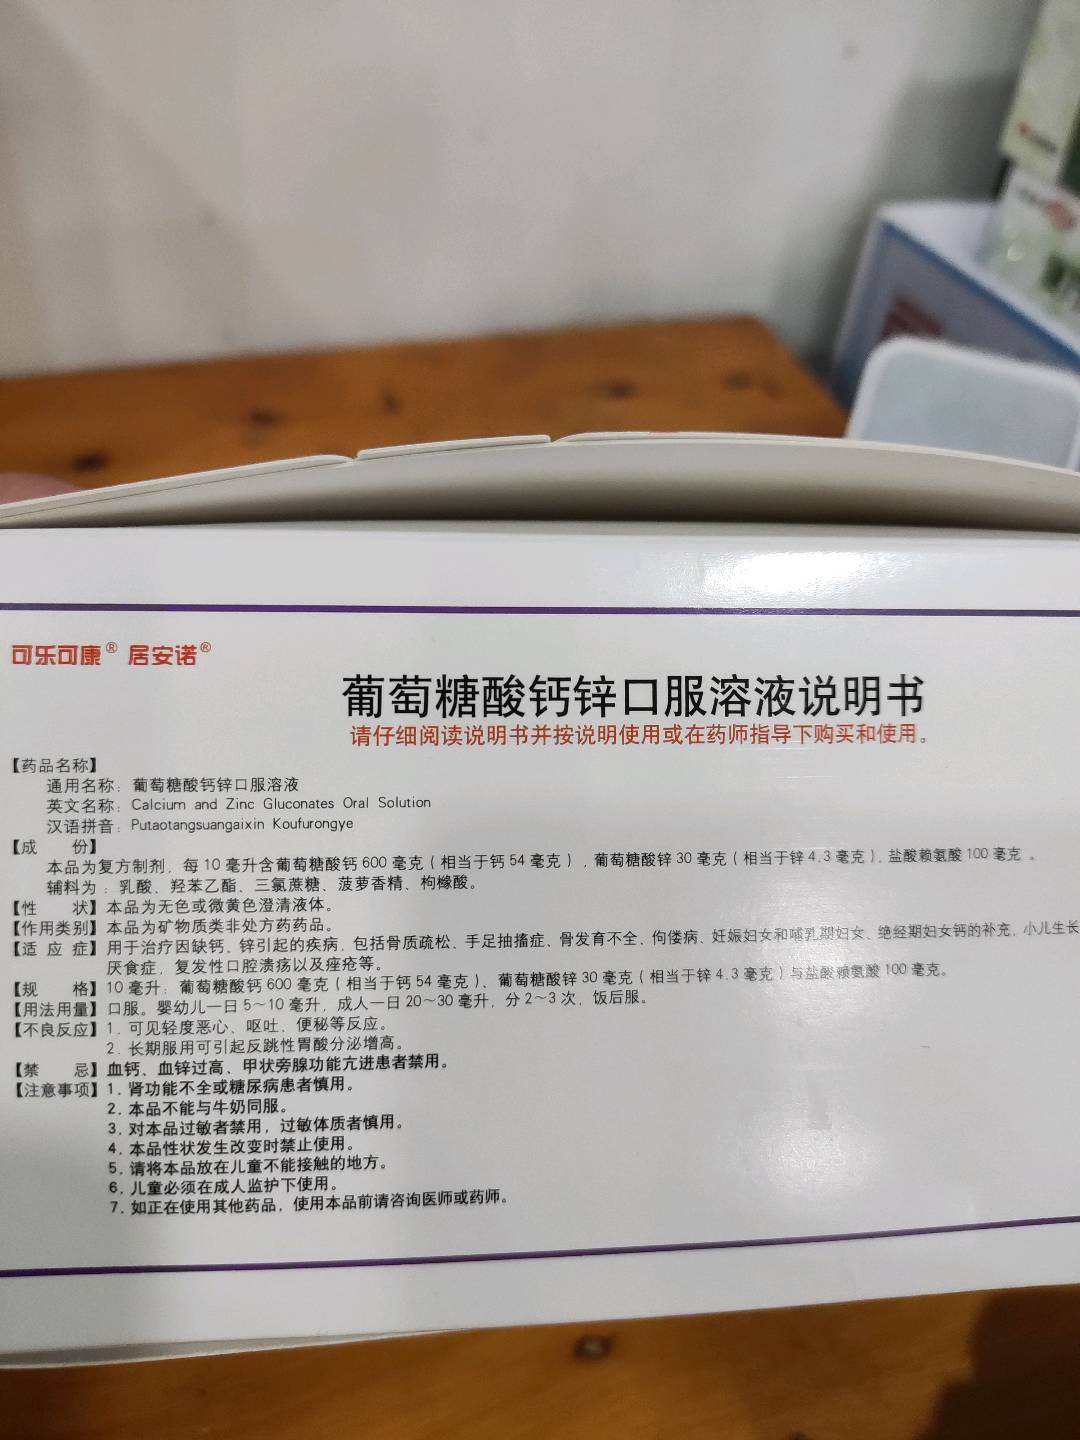 可乐可康® 居安诺®
葡萄糖酸钙锌口服溶液说明书
请仔细阅读说明书并按说明使用或在药师指导下购买和使用。
【药品名称】
通用名称：葡萄糖酸钙锌口服溶液
英文名称：Calcium and Zinc Gluconates Oral Solution
汉语拼音：Putaotangsuangaixin Koufurongye
【成 份】
本品为复方制剂，每10毫升含葡萄糖酸钙600毫克（相当于钙54毫克），葡萄糖酸锌30毫克（相当于锌4.3毫克），盐酸赖氨酸100毫克。
辅料为：乳酸、羟苯乙酯、三氯蔗糖、菠萝香精、枸橼酸。
【性 状】本品为无色或微黄色澄清液体。
【作用类别】本品为矿物质类非处方药药品。
【适 应 症】用于治疗因缺钙、锌引起的疾病，包括骨质疏松、手足抽搐症、骨发育不全、佝偻病、妊娠妇女和哺乳期妇女、绝经期妇女钙的补充，小儿生长
厌食症，复发性口腔溃疡以及痤疮等。
【规 格】10毫升：葡萄糖酸钙600毫克（相当于钙54毫克）、葡萄糖酸锌30毫克（相当于锌4.3毫克）与盐酸赖氨酸100毫克。
【用法用量】口服。婴幼儿一日5～10毫升，成人一日20～30毫升，分2～3次，饭后服。
【不良反应】1. 可见轻度恶心、呕吐、便秘等反应。
2. 长期服用可引起反跳性胃酸分泌增高。
【禁 忌】血钙、血锌过高、甲状旁腺功能亢进患者禁用。
【注意事项】1. 肾功能不全或糖尿病患者慎用。
2. 本品不能与牛奶同服。
3. 对本品过敏者禁用，过敏体质者慎用。
4. 本品性状发生改变时禁止使用。
5. 请将本品放在儿童不能接触的地方。
6. 儿童必须在成人监护下使用。
7. 如正在使用其他药品，使用本品前请咨询医师或药师。